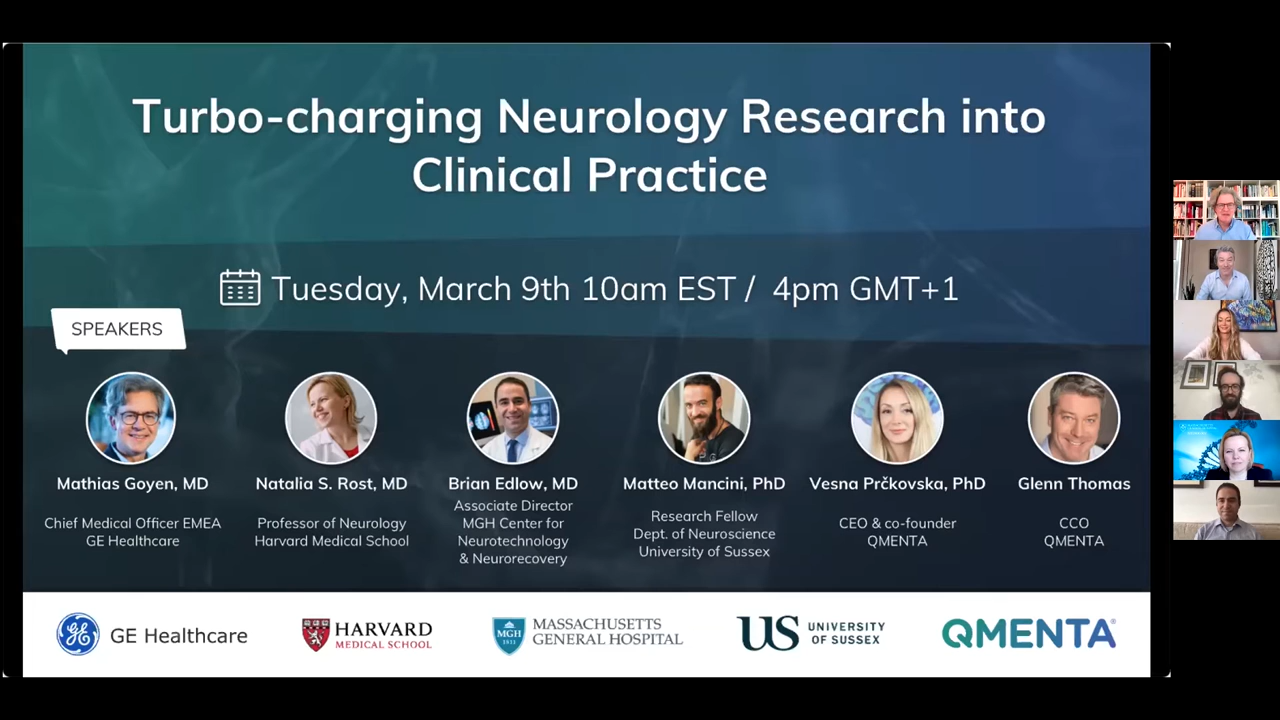 Turbo-charging Neurology Research into
Clinical Practice
Tuesday, March 9th 10am EST / 4pm GMT+1
SPEAKERS
Mathias Goyen, MD
Chief Medical Officer EMEA
GE Healthcare
Natalia S. Rost, MD
Professor of Neurology
Harvard Medical School
Brian Edlow, MD
Associate Director
MGH Center for
Neurotechnology
& Neurorecovery
Matteo Mancini, PhD
Research Fellow
Dept. of Neuroscience
University of Sussex
Vesna Prčkovska, PhD
CEO & co-founder
QMENTA
Glenn Thomas
CCO
QMENTA
GE Healthcare
HARVARD
MEDICAL SCHOOL
MGH
1811
MASSACHUSETTS
GENERAL HOSPITAL
US
UNIVERSITY
OF SUSSEX
QMENTA®